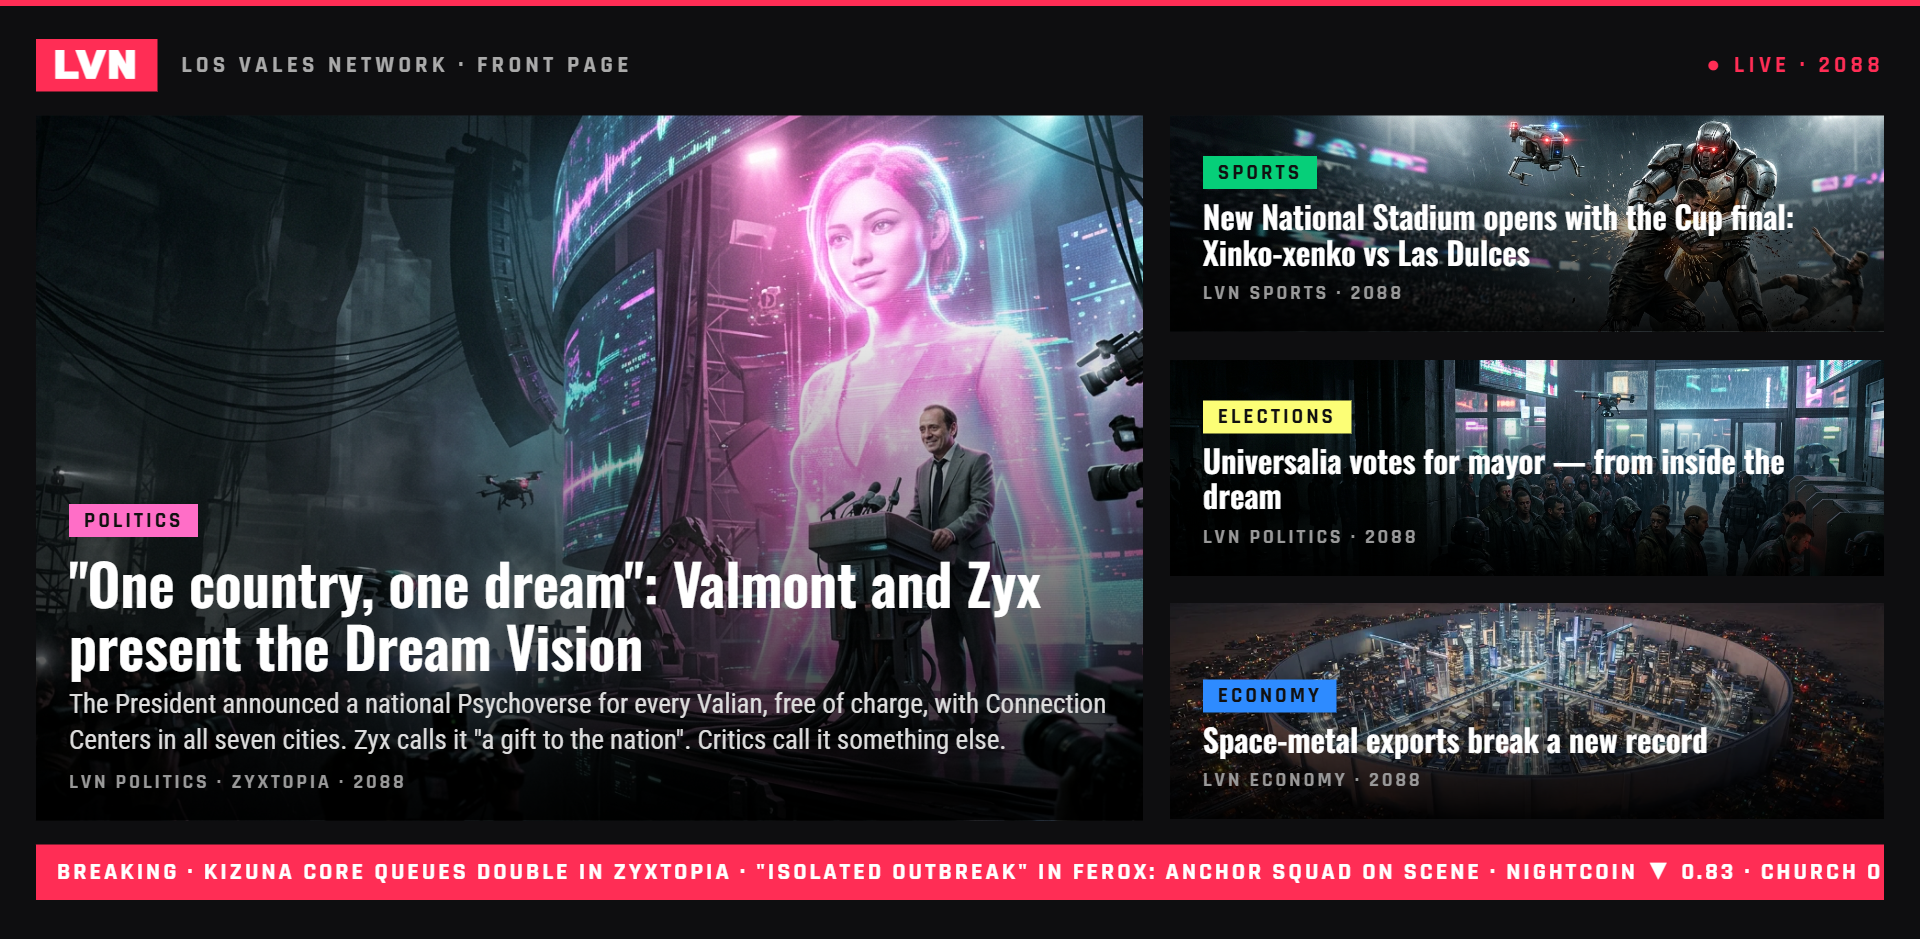 LVN
LOS VALES NETWORK · FRONT PAGE
● LIVE · 2088
POLITICS
"One country, one dream": Valmont and Zyx
present the Dream Vision
The President announced a national Psychoverse for every Valian, free of charge, with Connection
Centers in all seven cities. Zyx calls it "a gift to the nation". Critics call it something else.
LVN POLITICS · ZYXTOPIA · 2088
SPORTS
New National Stadium opens with the Cup final:
Xinko-xenko vs Las Dulces
LVN SPORTS · 2088
ELECTIONS
Universalia votes for mayor — from inside the
dream
LVN POLITICS · 2088
ECONOMY
Space-metal exports break a new record
LVN ECONOMY · 2088
BREAKING · KIZUNA CORE QUEUES DOUBLE IN ZYXTOPIA · "ISOLATED OUTBREAK" IN FEROX: ANCHOR SQUAD ON SCENE · NIGHTCOIN ▼ 0.83 · CHURCH